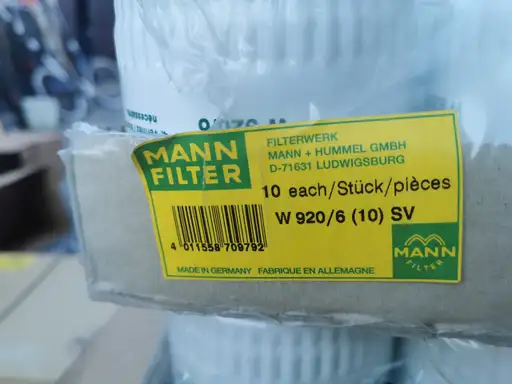 MANN
FILTER
FILTERWERK
MANN + HUMMEL GMBH
D-71631 LUDWIGSBURG
10 each/Stück/pièces
W 920/6 (10) SV
4 011558 709792
MANN
FILTER
MADE IN GERMANY FABRIQUE EN ALLEMAGNE